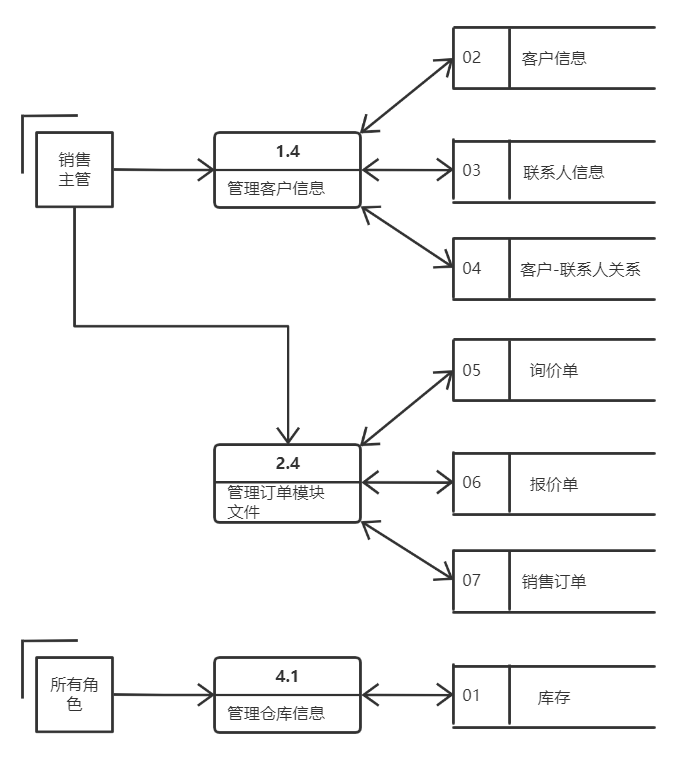 02
客户信息
销售
主管
1.4
管理客户信息
03
联系人信息
04
客户-联系人关系
05
询价单
2.4
管理订单模块
文件
06
报价单
07
销售订单
所有角
色
4.1
管理仓库信息
01
库存